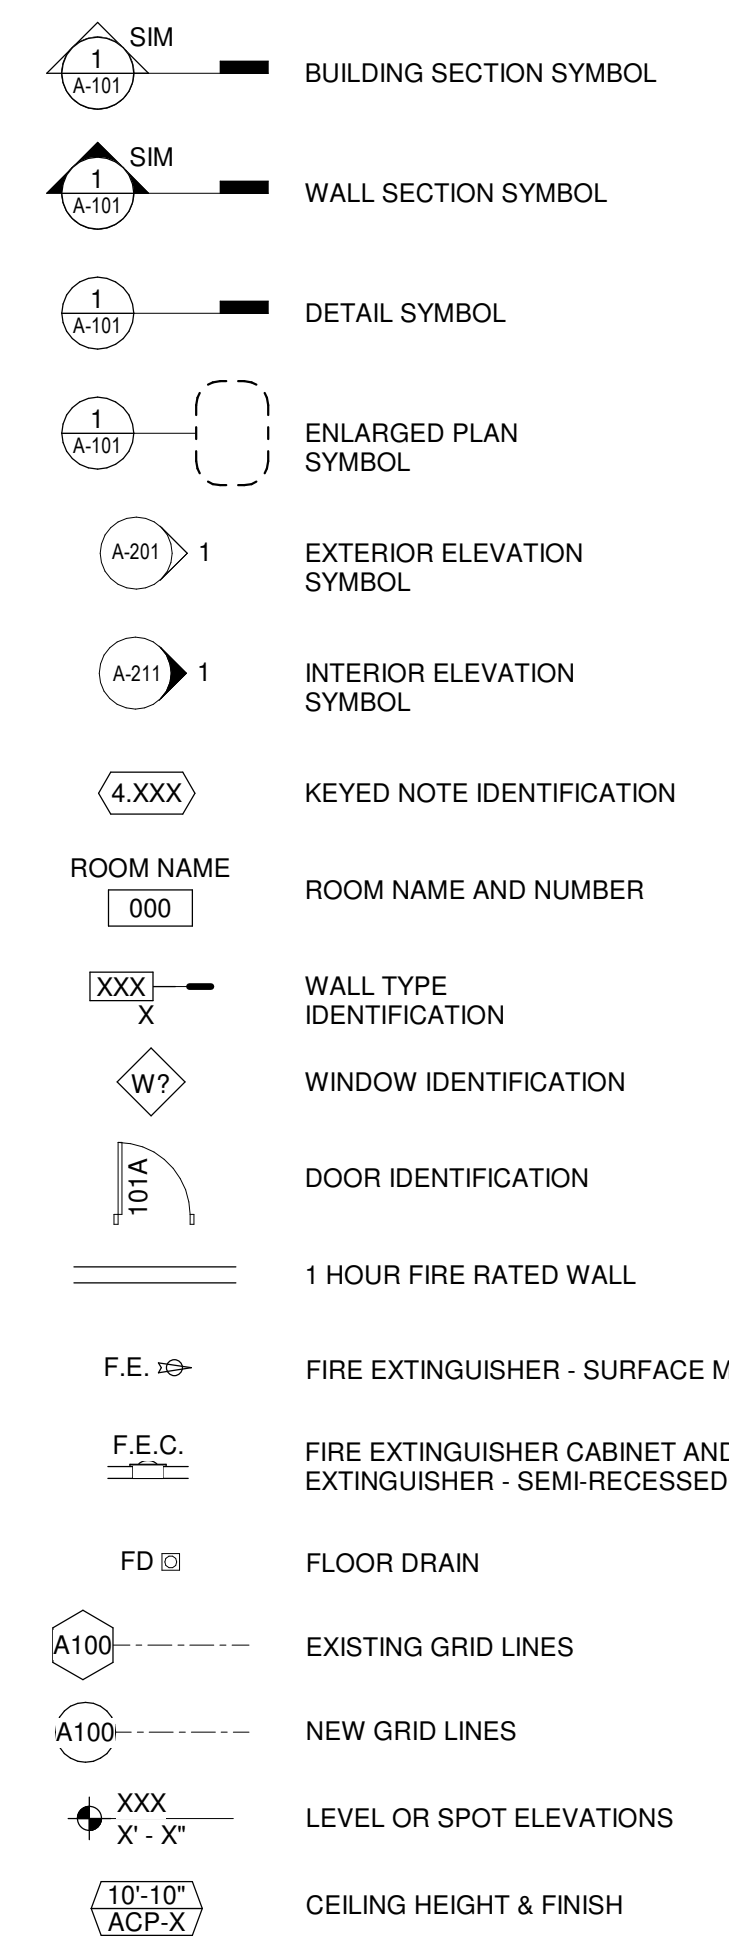 SIM
1
A-101
BUILDING SECTION SYMBOL
SIM
1
A-101
WALL SECTION SYMBOL
1
A-101
DETAIL SYMBOL
1
A-101
ENLARGED PLAN
SYMBOL
A-201
1
EXTERIOR ELEVATION
SYMBOL
A-211
1
INTERIOR ELEVATION
SYMBOL
4.XXX
KEYED NOTE IDENTIFICATION
ROOM NAME
000
ROOM NAME AND NUMBER
XXX
X
WALL TYPE
IDENTIFICATION
W?
WINDOW IDENTIFICATION
101A
DOOR IDENTIFICATION
1 HOUR FIRE RATED WALL
F.E.
FIRE EXTINGUISHER - SURFACE
F.E.C.
FIRE EXTINGUISHER CABINET AND
EXTINGUISHER - SEMI-RECESSED
FD
FLOOR DRAIN
A100
EXISTING GRID LINES
A100
NEW GRID LINES
XXX
X' - X"
LEVEL OR SPOT ELEVATIONS
10'-10"
ACP-X
CEILING HEIGHT & FINISH